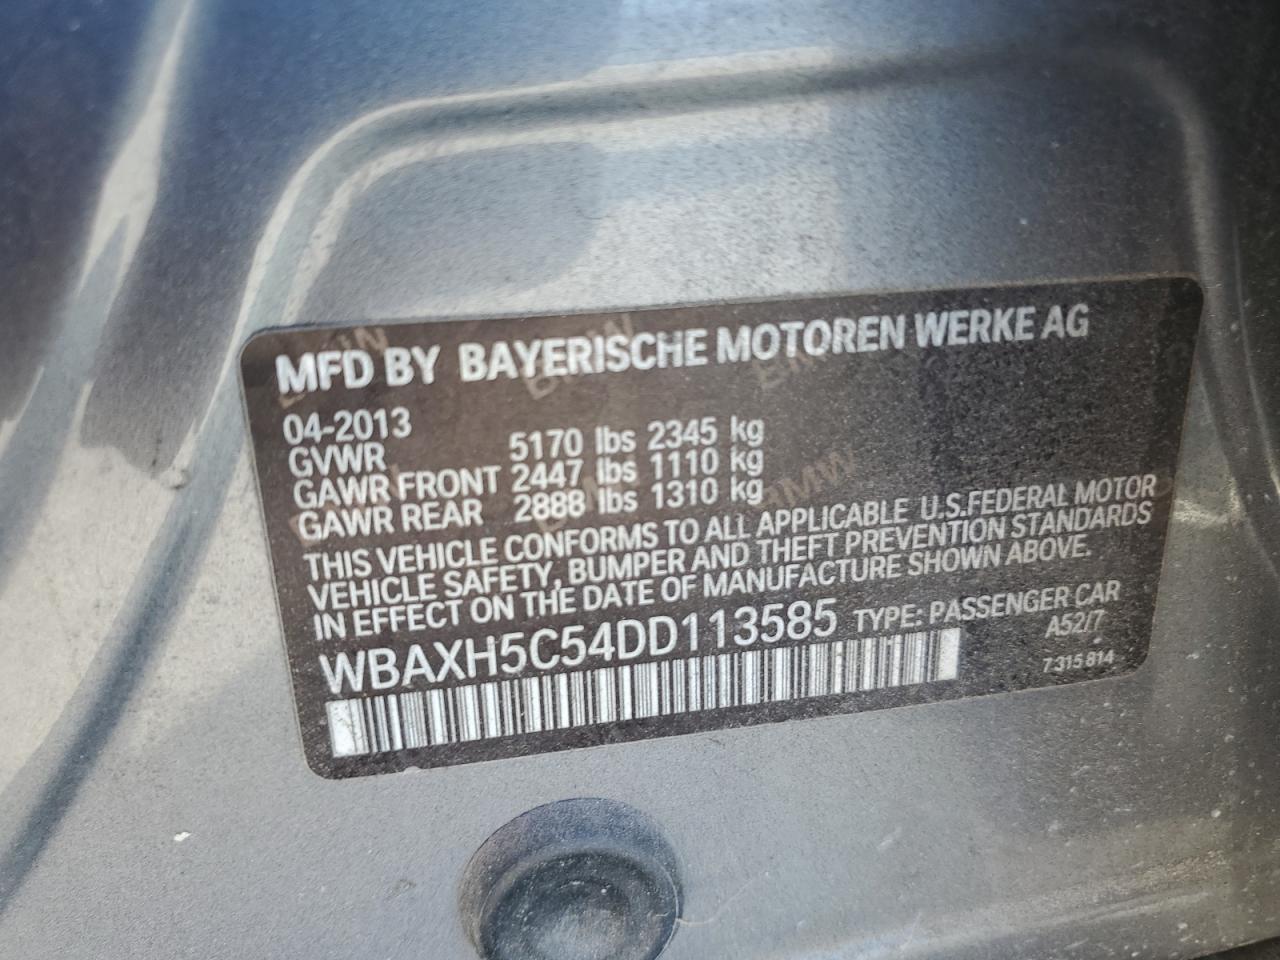 MFD BY BAYERISCHE MOTOREN WERKE AG
04-2013
GVWR 5170 lbs 2345 kg
GAWR FRONT 2447 lbs 1110 kg
GAWR REAR 2888 lbs 1310 kg
THIS VEHICLE CONFORMS TO ALL APPLICABLE U.S.FEDERAL MOTOR
VEHICLE SAFETY, BUMPER AND THEFT PREVENTION STANDARDS
IN EFFECT ON THE DATE OF MANUFACTURE SHOWN ABOVE.
WBAXH5C54DD113585 TYPE: PASSENGER CAR
A52/7
7 315 814